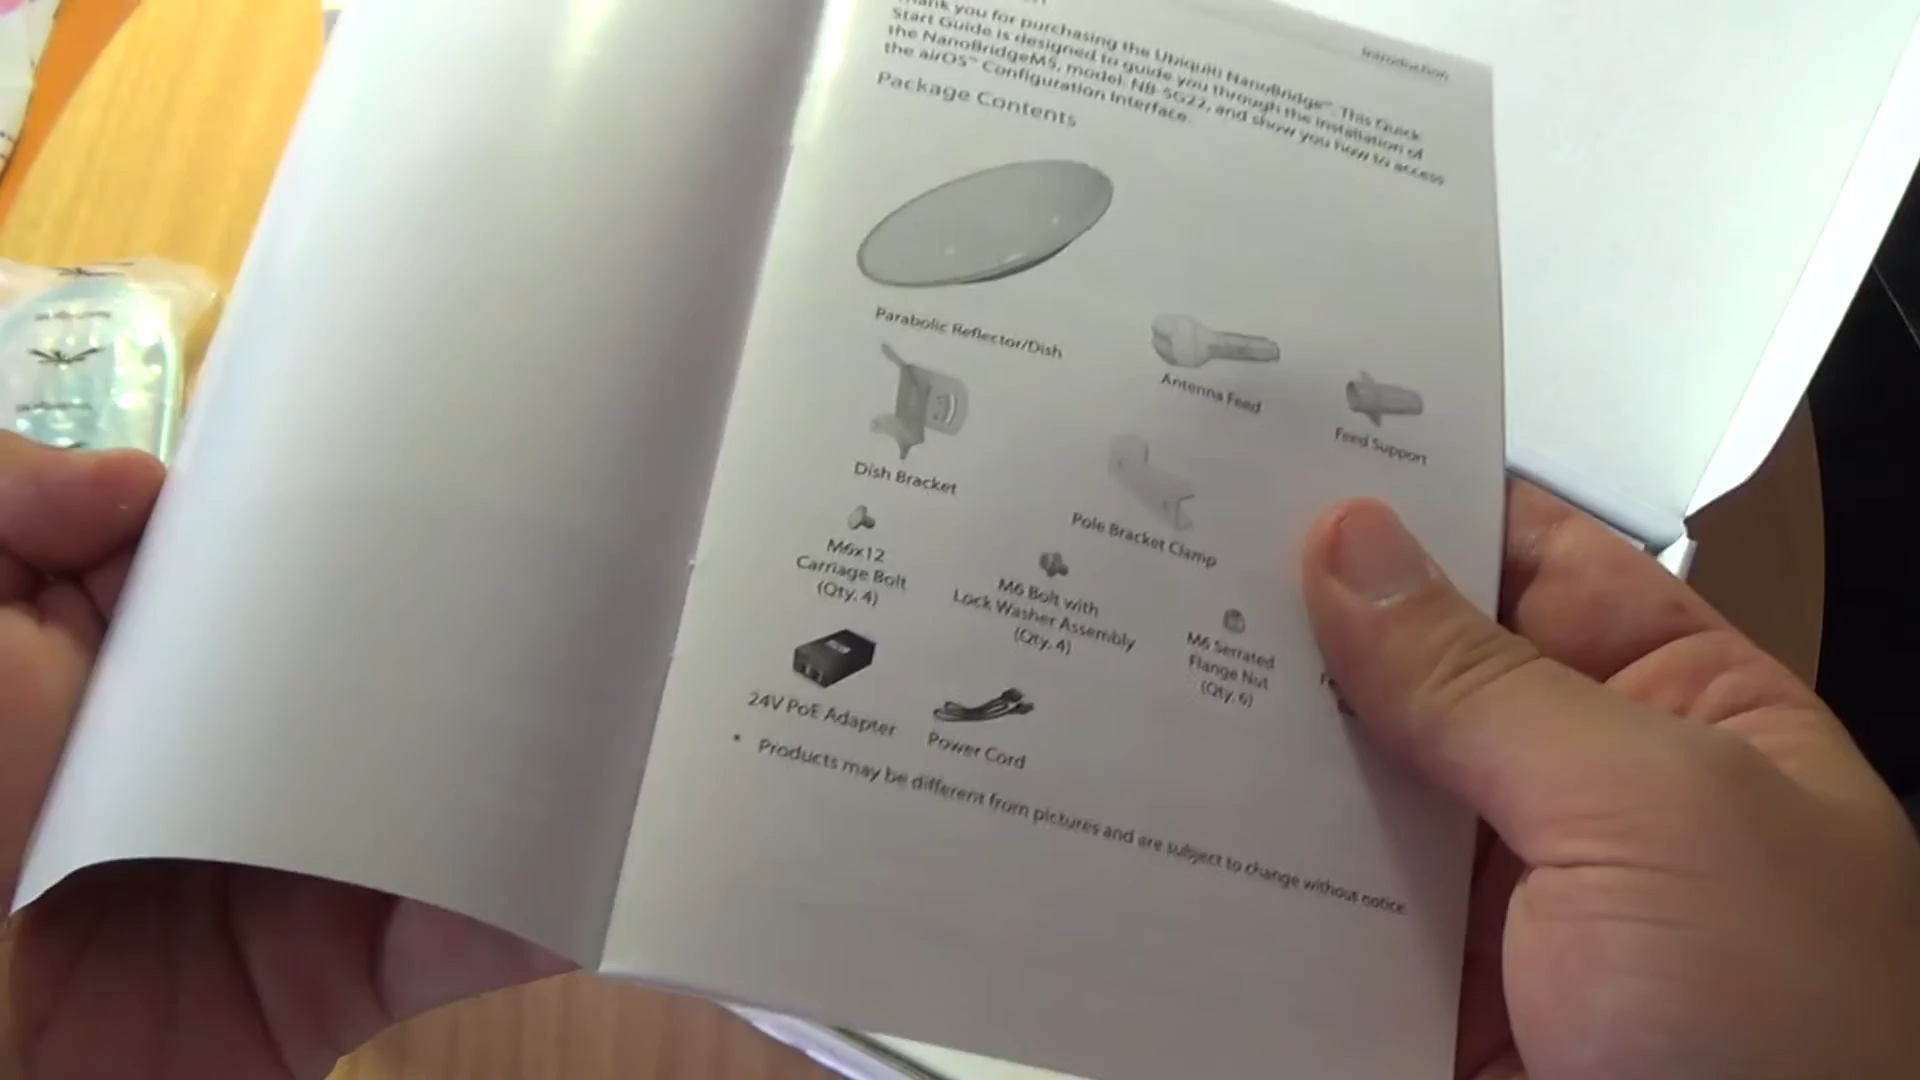 Introduction
Thank you for purchasing the Ubiquiti NanoBridge™. This Quick
Start Guide is designed to guide you through the installation of
the NanoBridgeM5, model: NB-5G22, and show you how to access
the airOS™ Configuration Interface.
Package Contents
Parabolic Reflector/Dish
Antenna Feed
Feed Support
Dish Bracket
Pole Bracket Clamp
M6x12
Carriage Bolt
(Qty. 4)
M6 Bolt with
Lock Washer Assembly
(Qty. 4)
M6 Serrated
Flange Nut
(Qty. 6)
24V PoE Adapter
Power Cord
* Products may be different from pictures and are subject to change without notice.